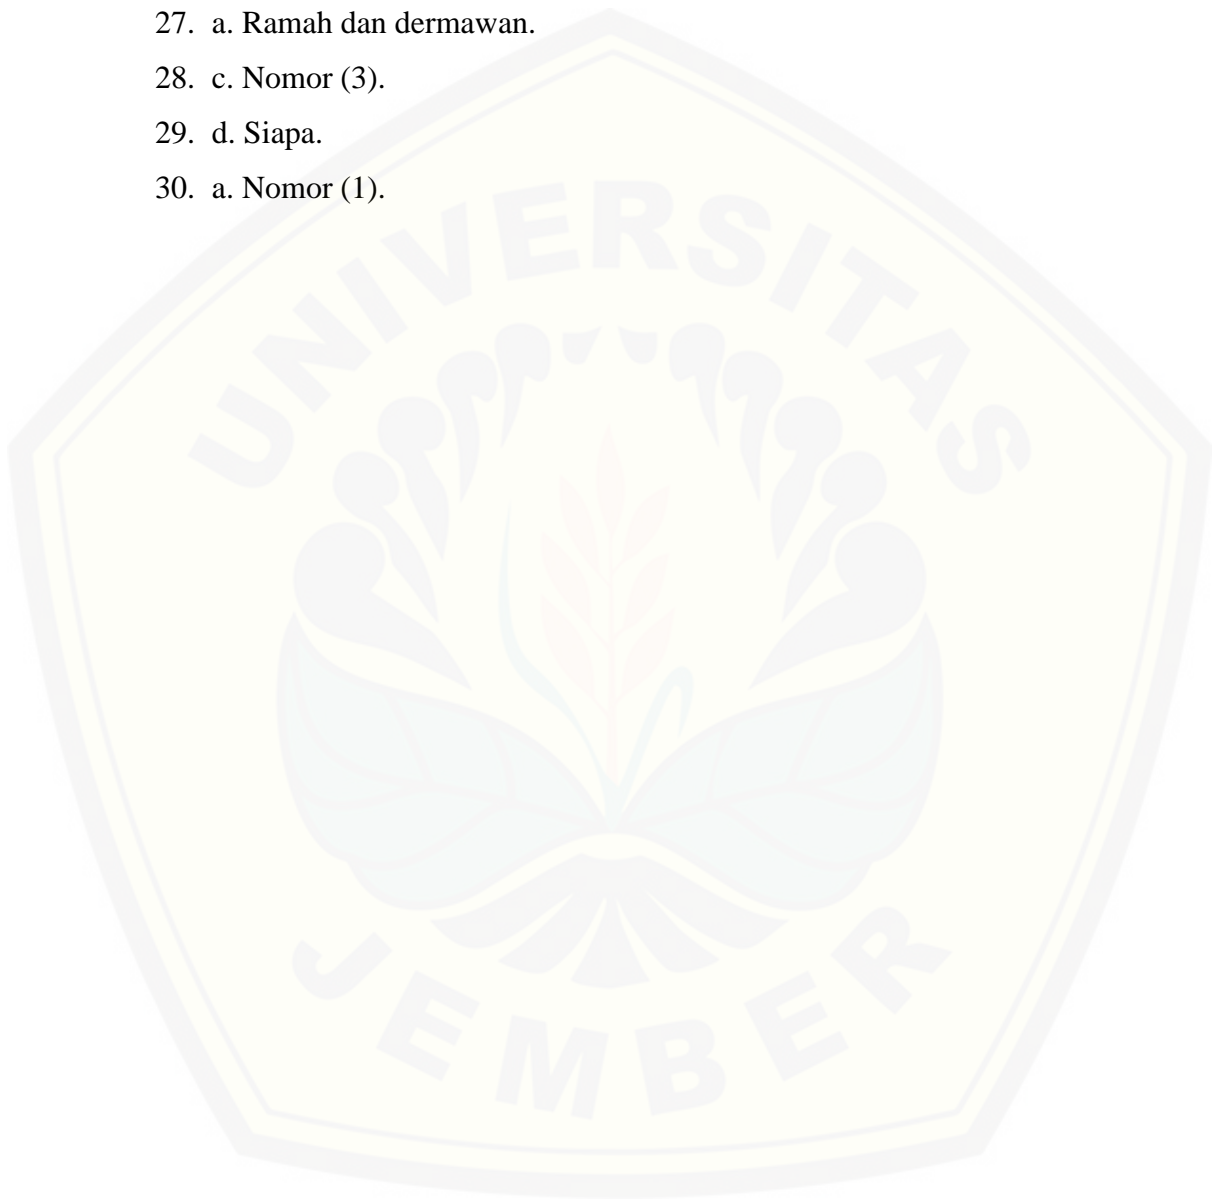 27. a. Ramah dan dermawan.
28. c. Nomor (3).
29. d. Siapa.
30. a. Nomor (1).
UNIVERSITAS
JEMBER